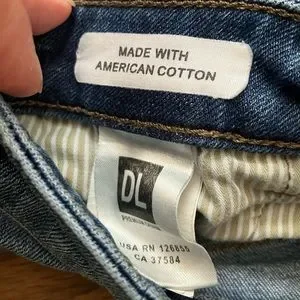 MADE WITH
AMERICAN COTTON
DL
PREMIUM DENIM
USA RN 126855
CA 37584